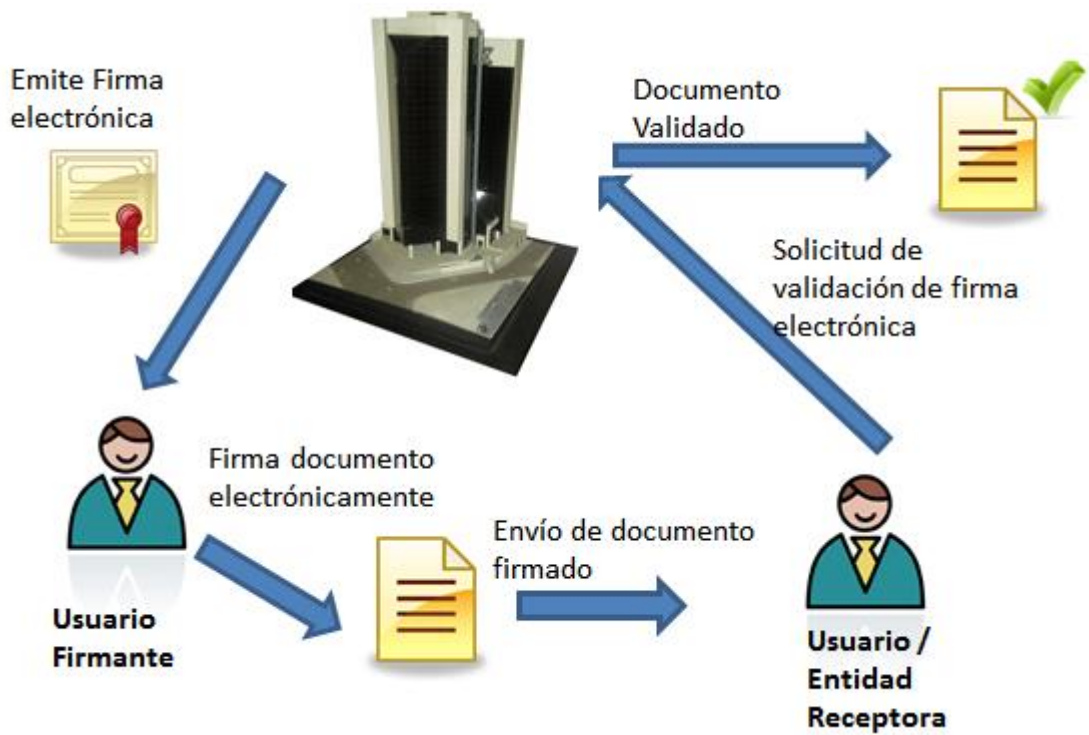 Emite Firma
electrónica
Documento
Validado
Solicitud de
validación de firma
electrónica
Firma documento
electrónicamente
Envío de documento
firmado
Usuario
Firmante
Usuario /
Entidad
Receptora